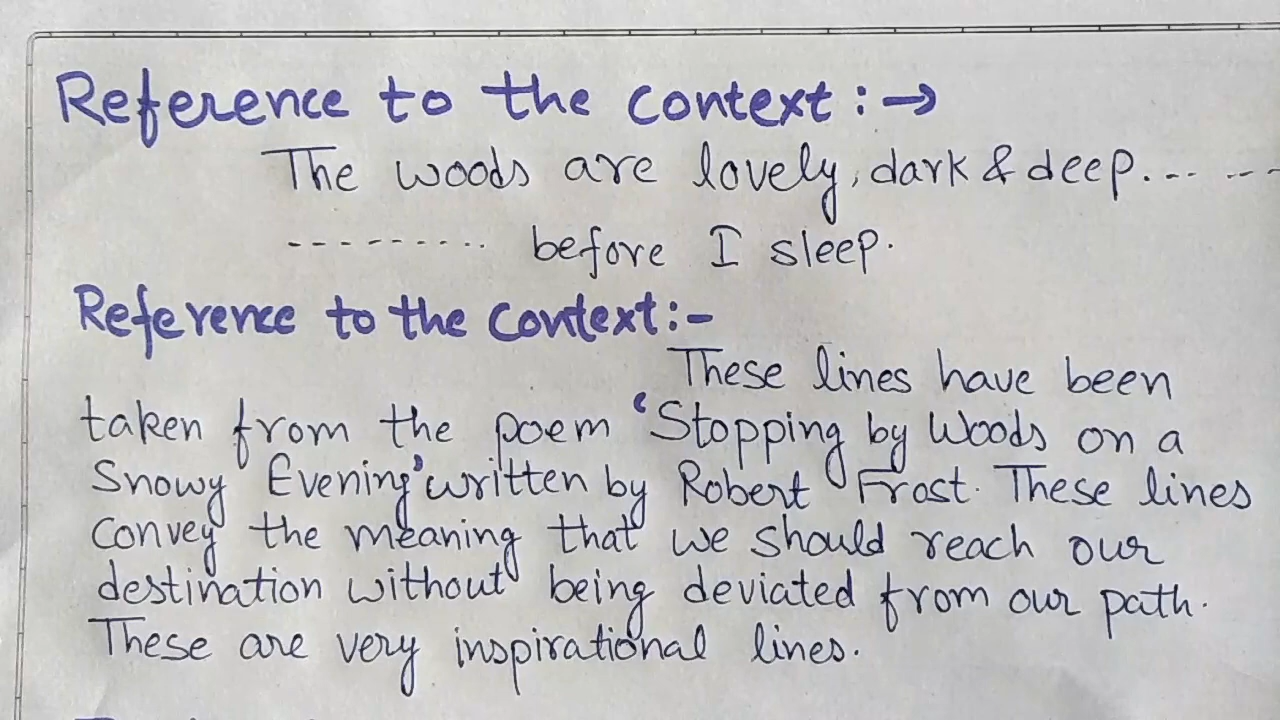 Reference to the context:→
The woods are lovely, dark & deep.... ---
---------.. before I sleep.
Reference to the context:-
These lines have been
taken from the poem 'Stopping by Woods on a
Snowy Evening' written by Robert Frost. These lines
convey the meaning that we should reach our
destination without being deviated from our path.
These are very inspirational lines.